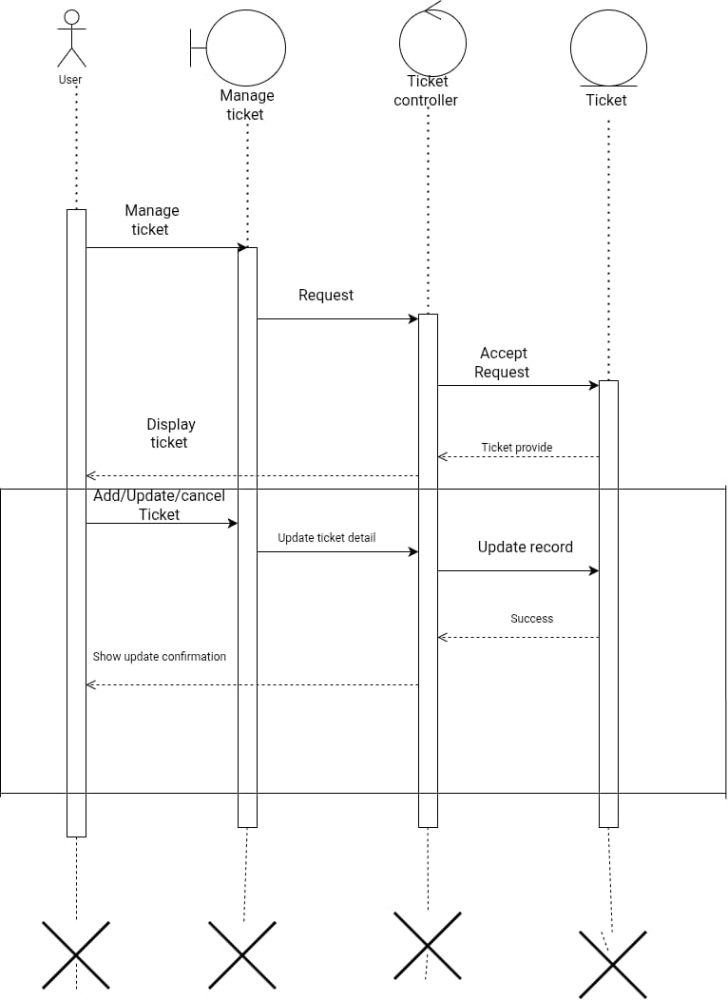 User
Manage
ticket
Ticket
controller
Ticket
Manage
ticket
Request
Accept
Request
Display
ticket
Ticket provide
Add/Update/cancel
Ticket
Update ticket detail
Update record
Success
Show update confirmation